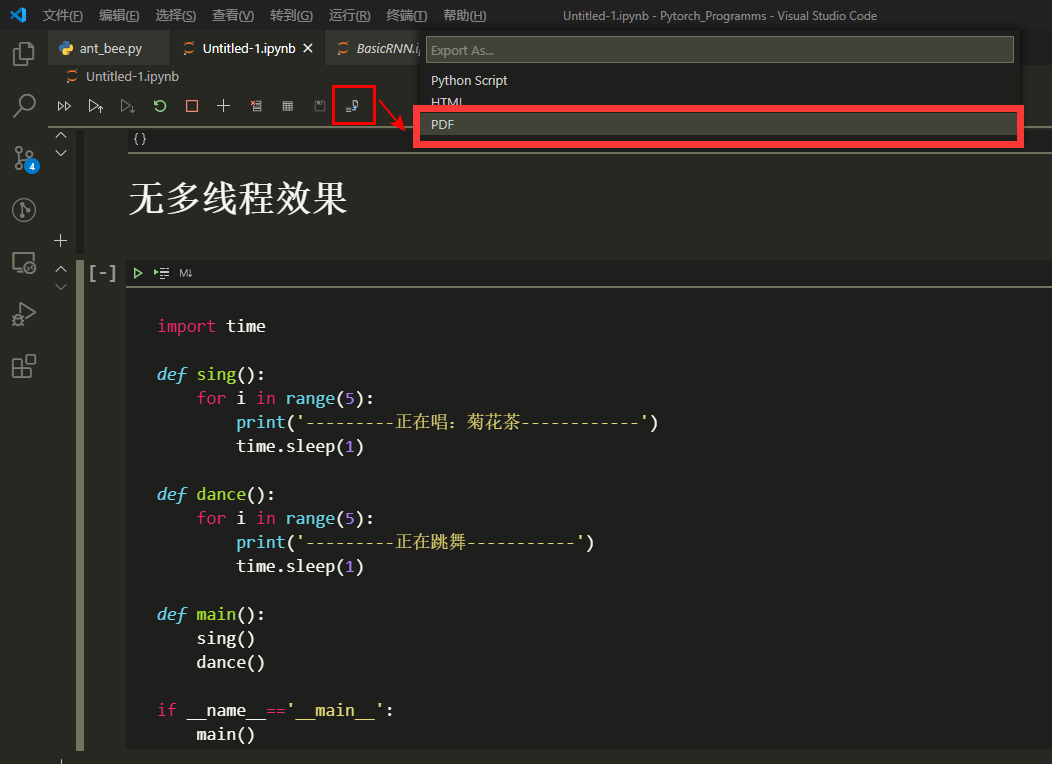 文件(F) 编辑(E) 选择(S) 查看(V) 转到(G) 运行(R) 终端(T) 帮助(H) Untitled-1.ipynb - Pytorch_Programms - Visual Studio Code
ant_bee.py Untitled-1.ipynb BasicRNN.i
Export As...
Untitled-1.ipynb
Python Script
HTML
PDF
4
{}
无多线程效果
[-] M↓
import time
def sing():
for i in range(5):
print('---------正在唱: 菊花茶------------')
time.sleep(1)
def dance():
for i in range(5):
print('---------正在跳舞-----------')
time.sleep(1)
def main():
sing()
dance()
if __name__=='__main__':
main()